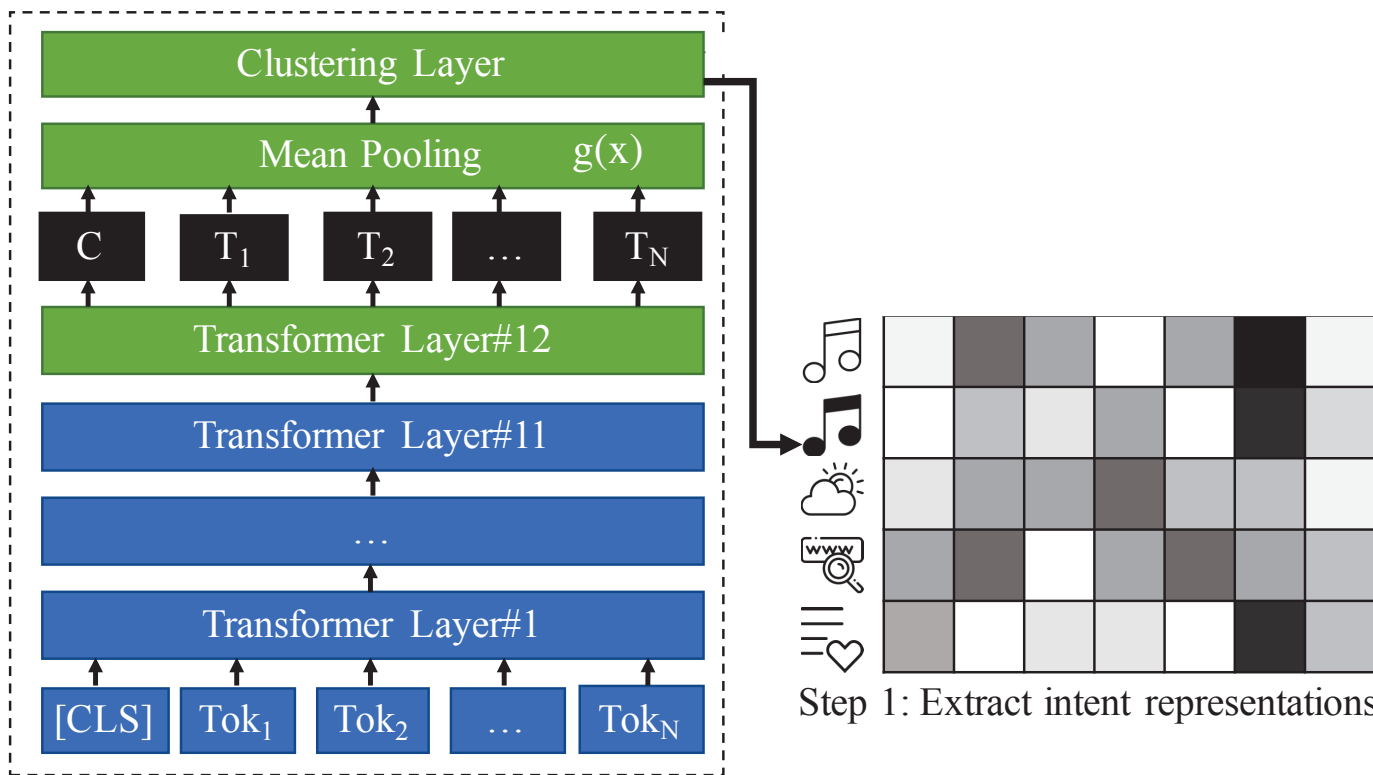 Clustering Layer
Mean Pooling g(x)
C T1 T2 ... TN
Transformer Layer#12
Transformer Layer#11
...
Transformer Layer#1
[CLS] Tok1 Tok2 ... TokN
www
Step 1: Extract intent representations